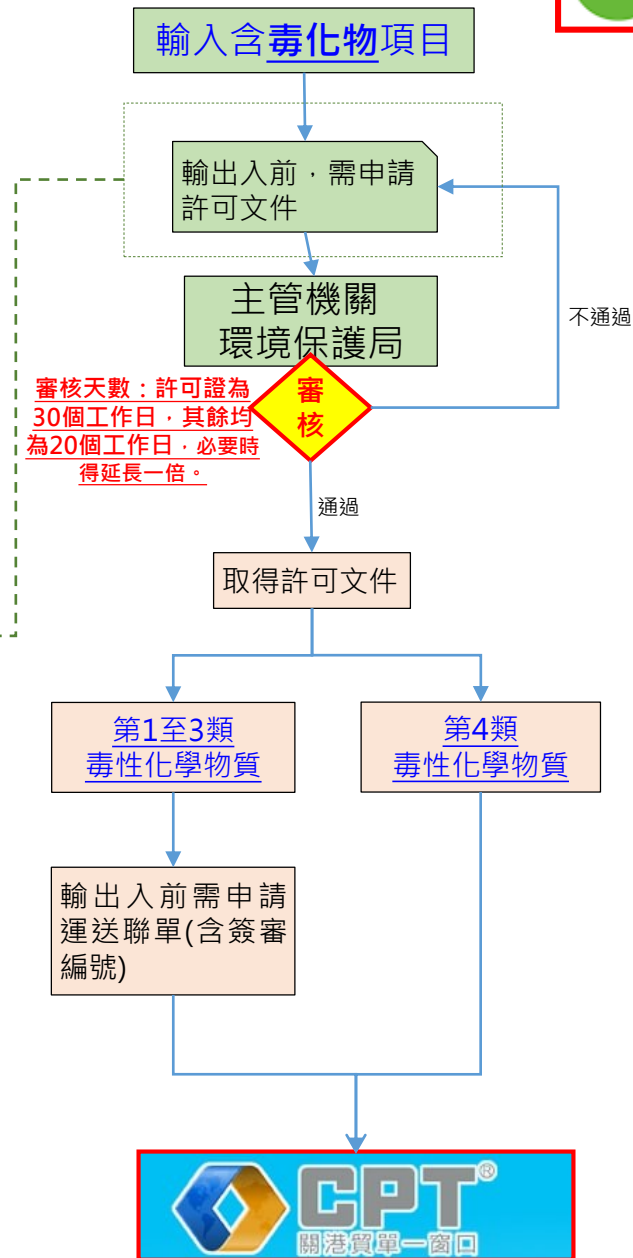 輸入含毒化物項目
輸出入前，需申請
許可文件
主管機關
環境保護局
不通過
審核天數：許可證為
30個工作日，其餘均
為20個工作日，必要時
得延長一倍。
審
核
通過
取得許可文件
第1至3類
毒性化學物質
第4類
毒性化學物質
輸出入前需申請
運送聯單(含簽審
編號)
CPT®
關港貿單一窗口